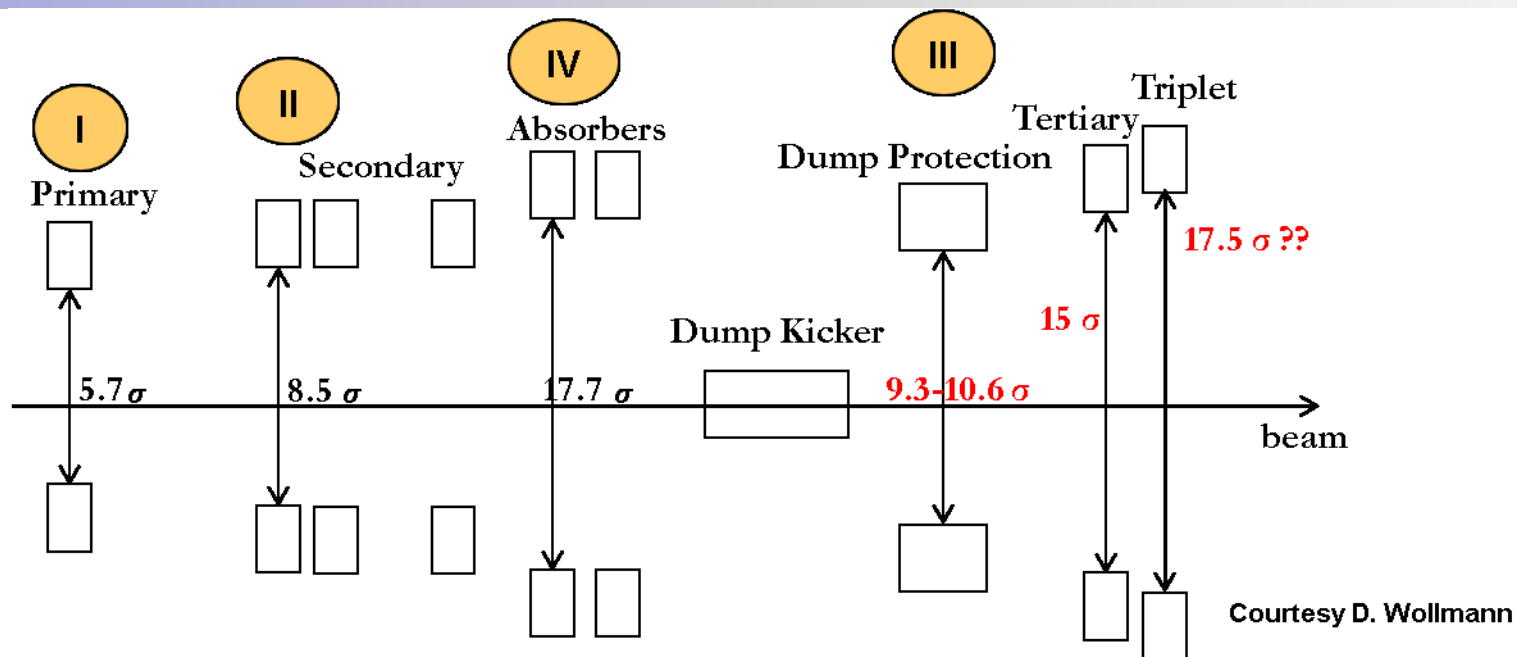 I
Primary
5.7 σ
II
Secondary
8.5 σ
IV
Absorbers
17.7 σ
Dump Kicker
III
Dump Protection
9.3-10.6 σ
Tertiary
15 σ
Triplet
17.5 σ ??
beam
Courtesy D. Wollmann